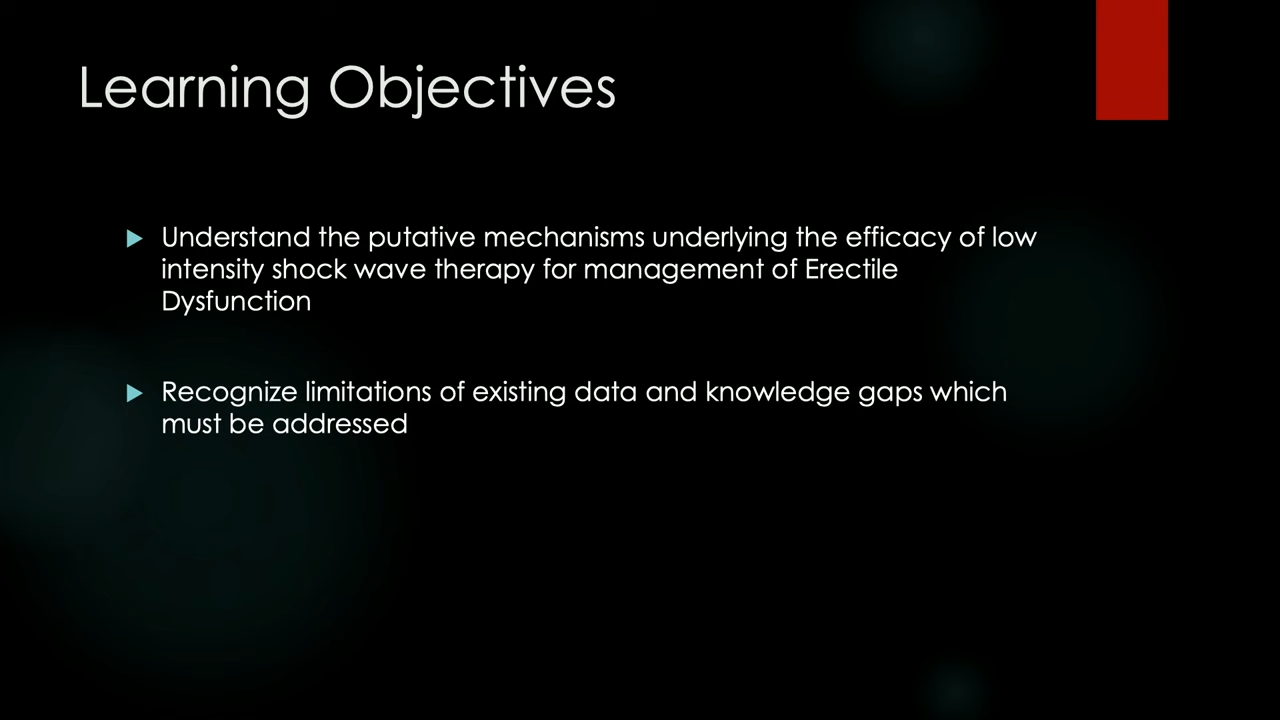 Learning Objectives
Understand the putative mechanisms underlying the efficacy of low
intensity shock wave therapy for management of Erectile
Dysfunction
Recognize limitations of existing data and knowledge gaps which
must be addressed